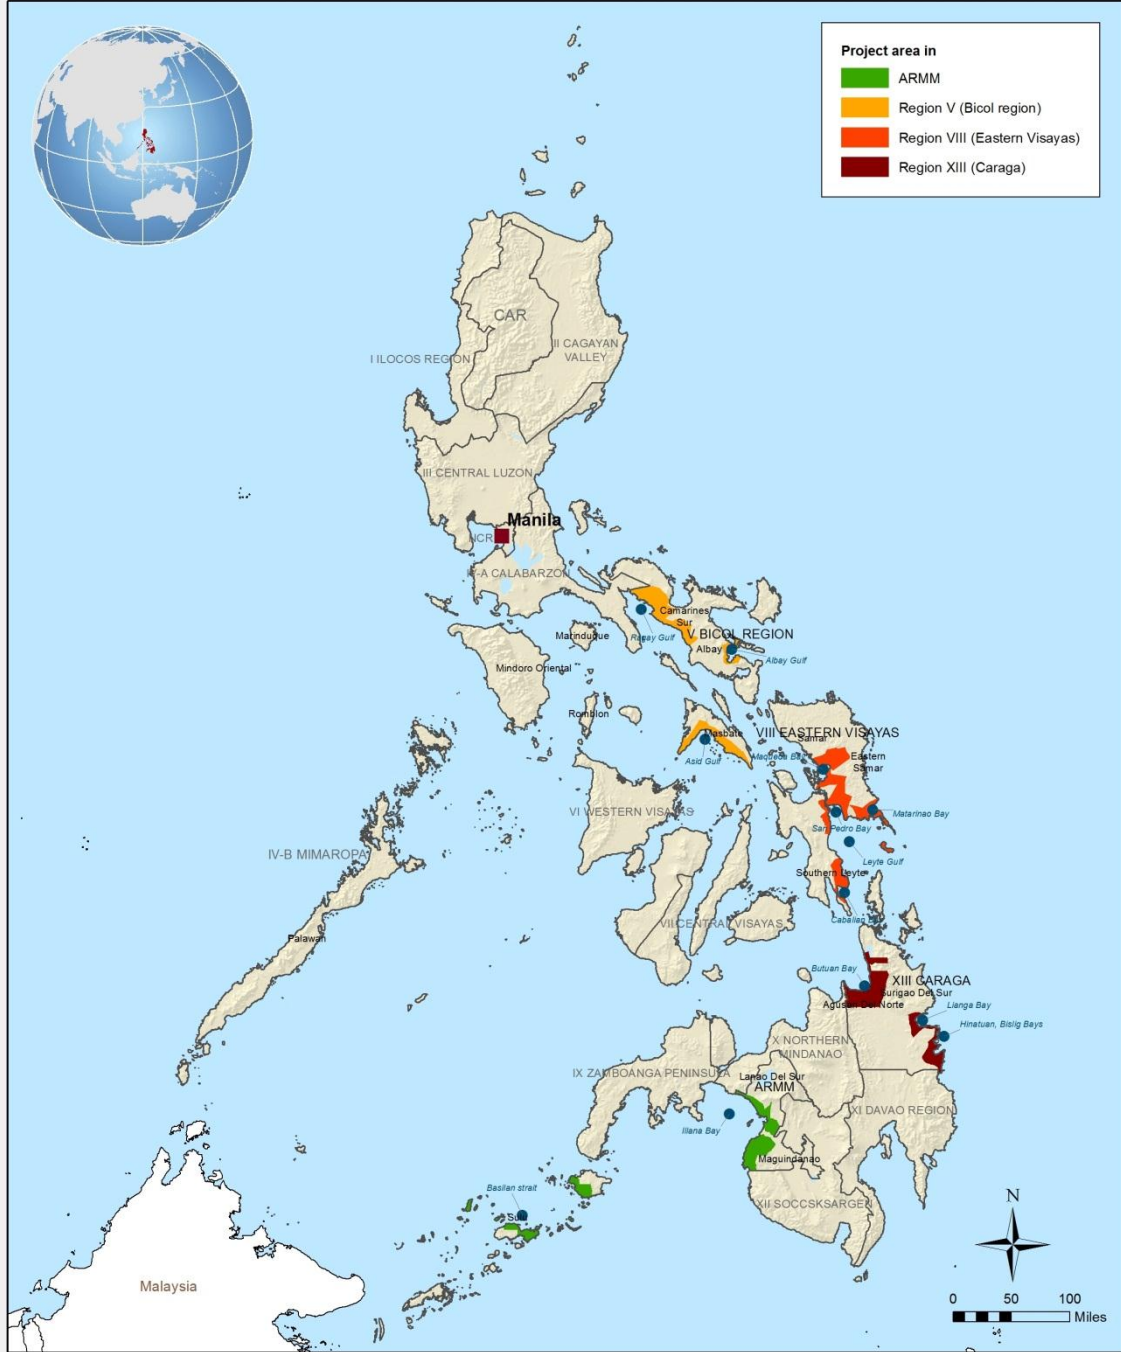 Project area in
ARMM
Region V (Bicol region)
Region VIII (Eastern Visayas)
Region XIII (Caraga)
CAR
II CAGAYAN
VALLEY
I ILOCOS REGION
III CENTRAL LUZON
Manila
NCR
IV-A CALABARZON
Camarines
Sur
Ragay Gulf
V BICOL REGION
Marinduque
Albay
Albay Gulf
Mindoro Oriental
Romblon
Masbate
VIII EASTERN VISAYAS
Samar
Asid Gulf
Maqueda Bay
Eastern
Samar
VI WESTERN VISAYAS
Matarinao Bay
San Pedro Bay
IV-B MIMAROPA
Leyte Gulf
Southern Leyte
Cabalian Bay
VII CENTRAL VISAYAS
Palawan
Butuan Bay
XIII CARAGA
Surigao Del Sur
Agusan Del Norte
Lianga Bay
Hinatuan, Bislig Bays
X NORTHERN
MINDANAO
IX ZAMBOANGA PENINSULA
Lanao Del Sur
ARMM
XI DAVAO REGION
Illana Bay
Maguindanao
Basilan strait
Sulu
XII SOCCSKSARGEN
N
Malaysia
0 50 100
Miles